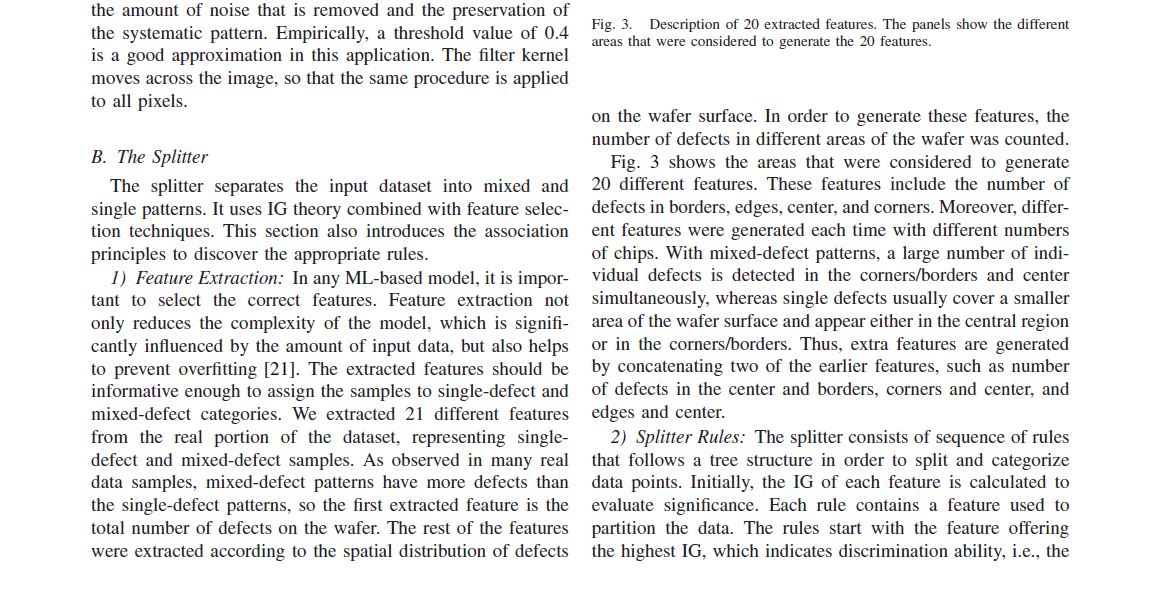 the amount of noise that is removed and the preservation of
the systematic pattern. Empirically, a threshold value of 0.4
is a good approximation in this application. The filter kernel
moves across the image, so that the same procedure is applied
to all pixels.
B. The Splitter
The splitter separates the input dataset into mixed and
single patterns. It uses IG theory combined with feature selec-
tion techniques. This section also introduces the association
principles to discover the appropriate rules.
1) Feature Extraction: In any ML-based model, it is impor-
tant to select the correct features. Feature extraction not
only reduces the complexity of the model, which is signifi-
cantly influenced by the amount of input data, but also helps
to prevent overfitting [21]. The extracted features should be
informative enough to assign the samples to single-defect and
mixed-defect categories. We extracted 21 different features
from the real portion of the dataset, representing single-
defect and mixed-defect samples. As observed in many real
data samples, mixed-defect patterns have more defects than
the single-defect patterns, so the first extracted feature is the
total number of defects on the wafer. The rest of the features
were extracted according to the spatial distribution of defects
Fig. 3. Description of 20 extracted features. The panels show the different
areas that were considered to generate the 20 features.
on the wafer surface. In order to generate these features, the
number of defects in different areas of the wafer was counted.
Fig. 3 shows the areas that were considered to generate
20 different features. These features include the number of
defects in borders, edges, center, and corners. Moreover, differ-
ent features were generated each time with different numbers
of chips. With mixed-defect patterns, a large number of indi-
vidual defects is detected in the corners/borders and center
simultaneously, whereas single defects usually cover a smaller
area of the wafer surface and appear either in the central region
or in the corners/borders. Thus, extra features are generated
by concatenating two of the earlier features, such as number
of defects in the center and borders, corners and center, and
edges and center.
2) Splitter Rules: The splitter consists of sequence of rules
that follows a tree structure in order to split and categorize
data points. Initially, the IG of each feature is calculated to
evaluate significance. Each rule contains a feature used to
partition the data. The rules start with the feature offering
the highest IG, which indicates discrimination ability, i.e., the